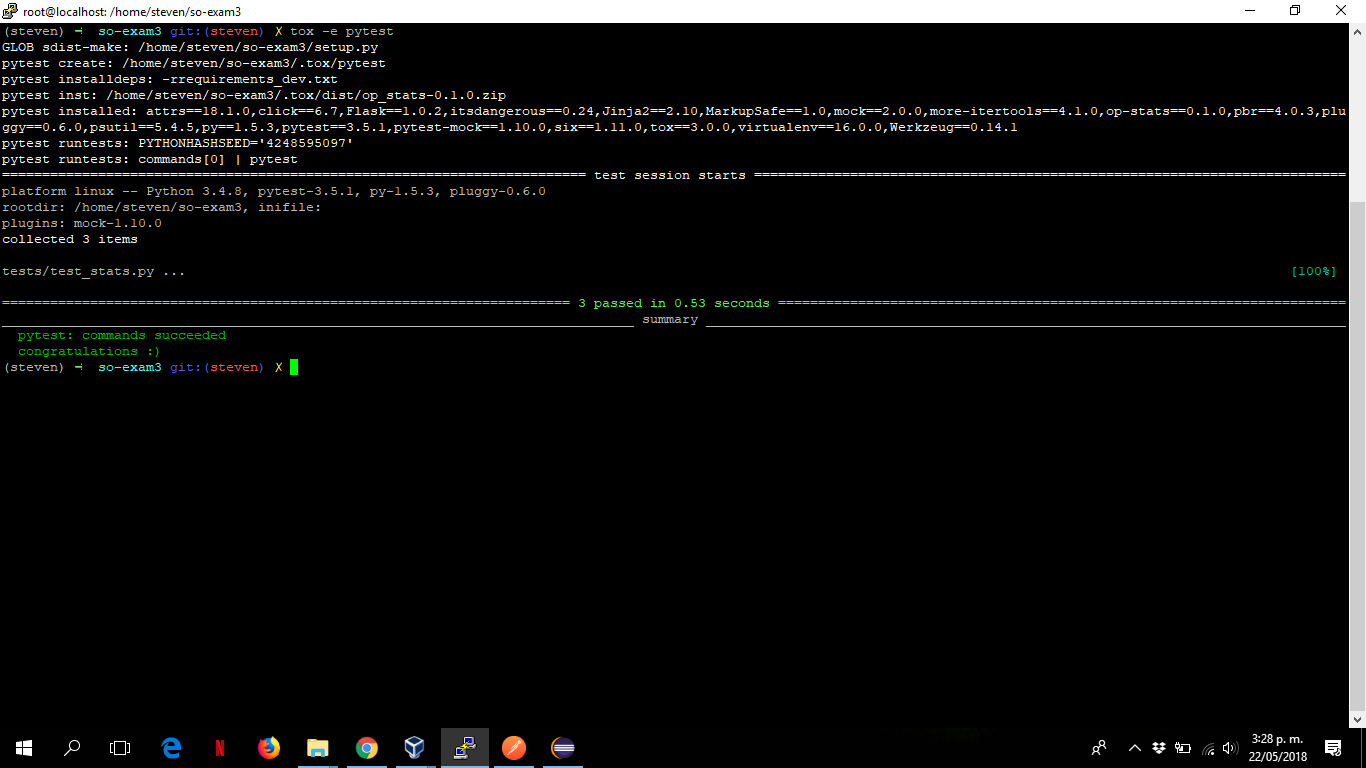 root@localhost: /home/steven/so-exam3
(steven) ➜ so-exam3 git:(steven) ✗ tox -e pytest
GLOB sdist-make: /home/steven/so-exam3/setup.py
pytest create: /home/steven/so-exam3/.tox/pytest
pytest installdeps: -rrequirements_dev.txt
pytest inst: /home/steven/so-exam3/.tox/dist/op_stats-0.1.0.zip
pytest installed: attrs==18.1.0,click==6.7,Flask==1.0.2,itsdangerous==0.24,Jinja2==2.10,MarkupSafe==1.0,mock==2.0.0,more-itertools==4.1.0,op-stats==0.1.0,pbr==4.0.3,plu
ggy==0.6.0,psutil==5.4.5,py==1.5.3,pytest==3.5.1,pytest-mock==1.10.0,six==1.11.0,tox==3.0.0,virtualenv==16.0.0,Werkzeug==0.14.1
pytest runtests: PYTHONHASHSEED='4248595097'
pytest runtests: commands[0] | pytest
test session starts
platform linux -- Python 3.4.8, pytest-3.5.1, py-1.5.3, pluggy-0.6.0
rootdir: /home/steven/so-exam3, inifile:
plugins: mock-1.10.0
collected 3 items
tests/test_stats.py ... [100%]
3 passed in 0.53 seconds
summary
pytest: commands succeeded
congratulations :)
(steven) ➜ so-exam3 git:(steven) ✗
3:28 p. m.
22/05/2018